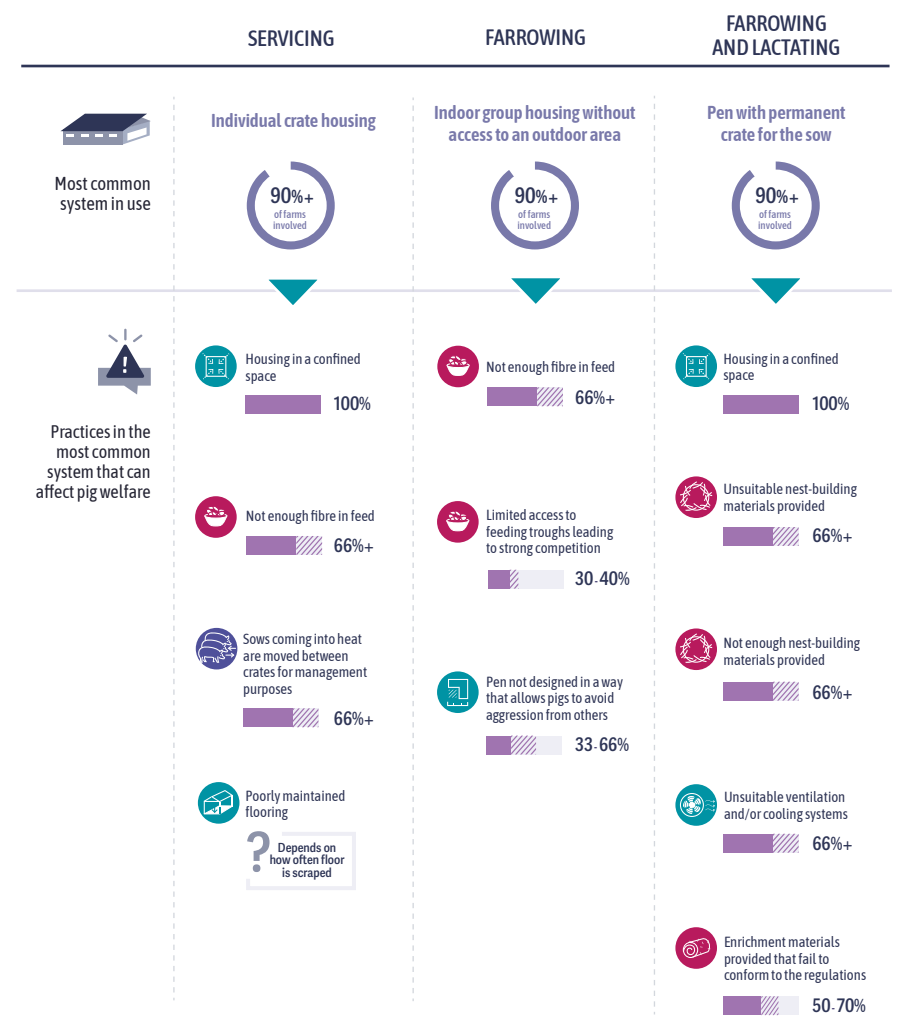 SERVICING
FARROWING
FARROWING
AND LACTATING
Most common
system in use
Individual crate housing
90%+
of farms
involved
Indoor group housing without
access to an outdoor area
90%+
of farms
involved
Pen with permanent
crate for the sow
90%+
of farms
involved
!
Practices in the
most common
system that can
affect pig welfare
Housing in a confined
space
100%
Not enough fibre in feed
66%+
Sows coming into heat
are moved between
crates for management
purposes
66%+
Poorly maintained
flooring
?
Depends on
how often floor
is scraped
Not enough fibre in feed
66%+
Limited access to
feeding troughs leading
to strong competition
30-40%
Pen not designed in a way
that allows pigs to avoid
aggression from others
33-66%
Housing in a confined
space
100%
Unsuitable nest-building
materials provided
66%+
Not enough nest-building
materials provided
66%+
Unsuitable ventilation
and/or cooling systems
66%+
Enrichment materials
provided that fail to
conform to the regulations
50-70%